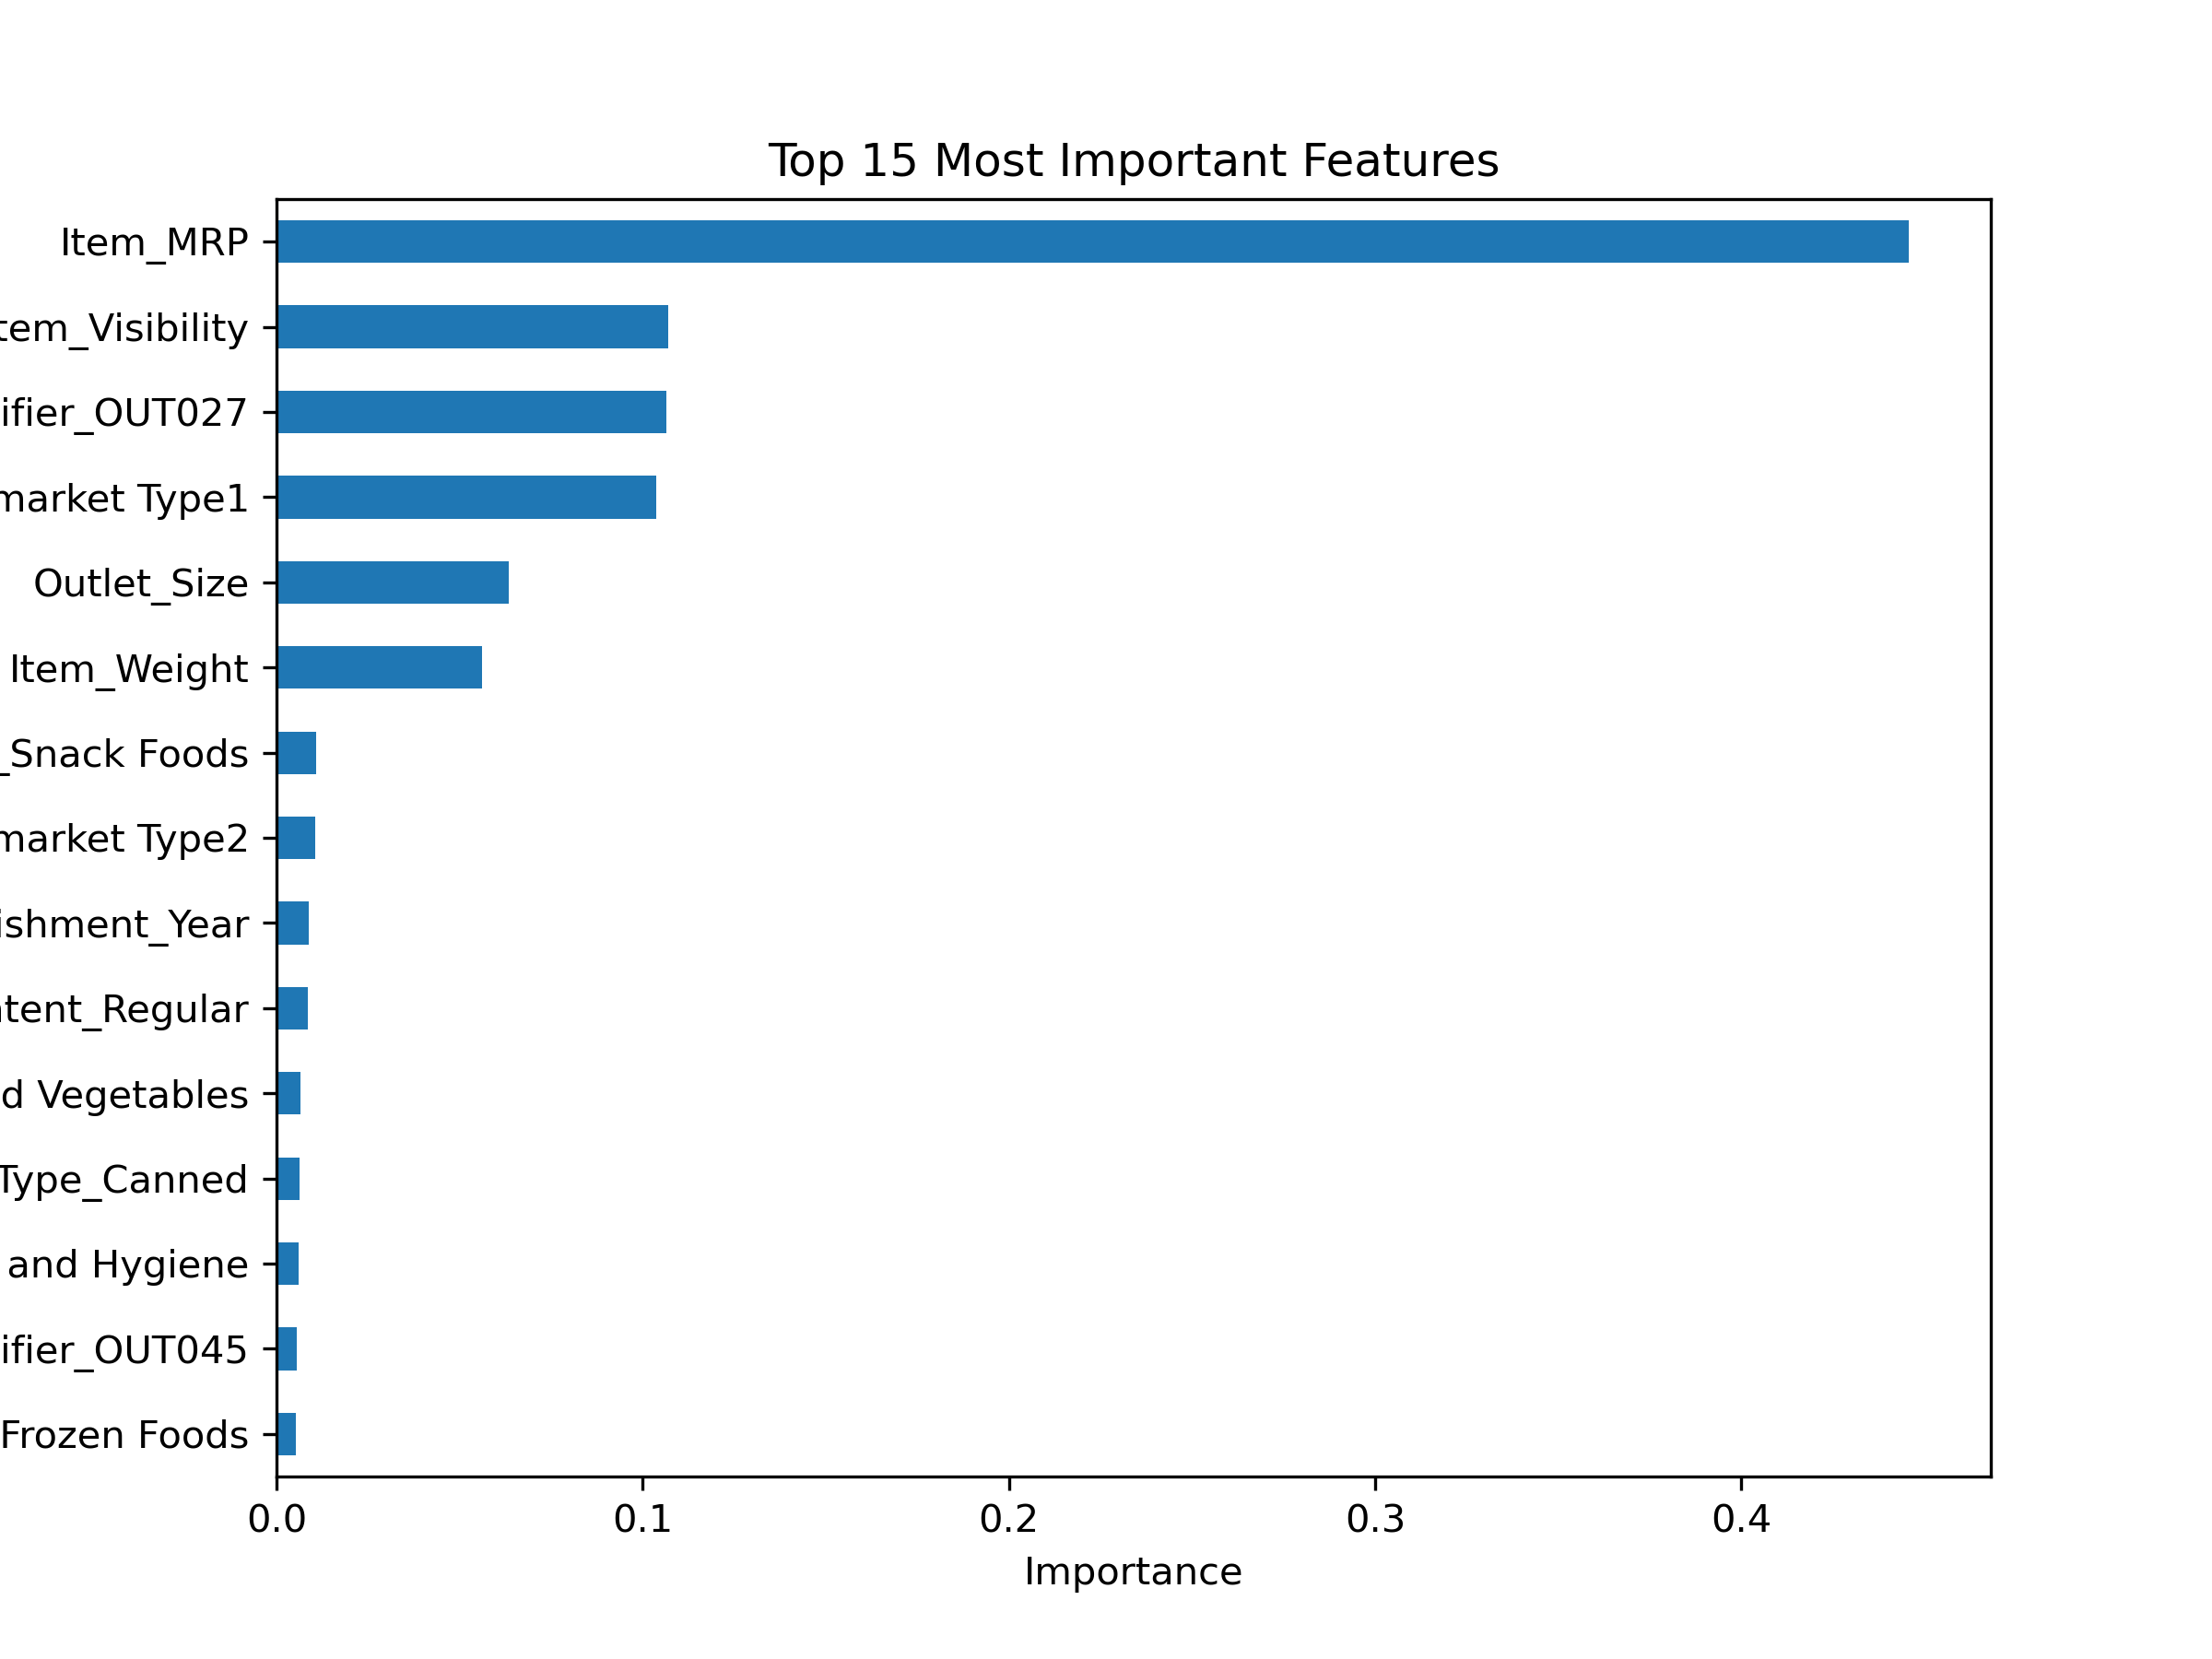 Top 15 Most Important Features
Item_MRP
tem_Visibility
ifier_OUT027
market Type1
Outlet_Size
Item_Weight
_Snack Foods
market Type2
ishment_Year
tent_Regular
d Vegetables
Type_Canned
and Hygiene
ifier_OUT045
Frozen Foods
0.0 0.1 0.2 0.3 0.4
Importance